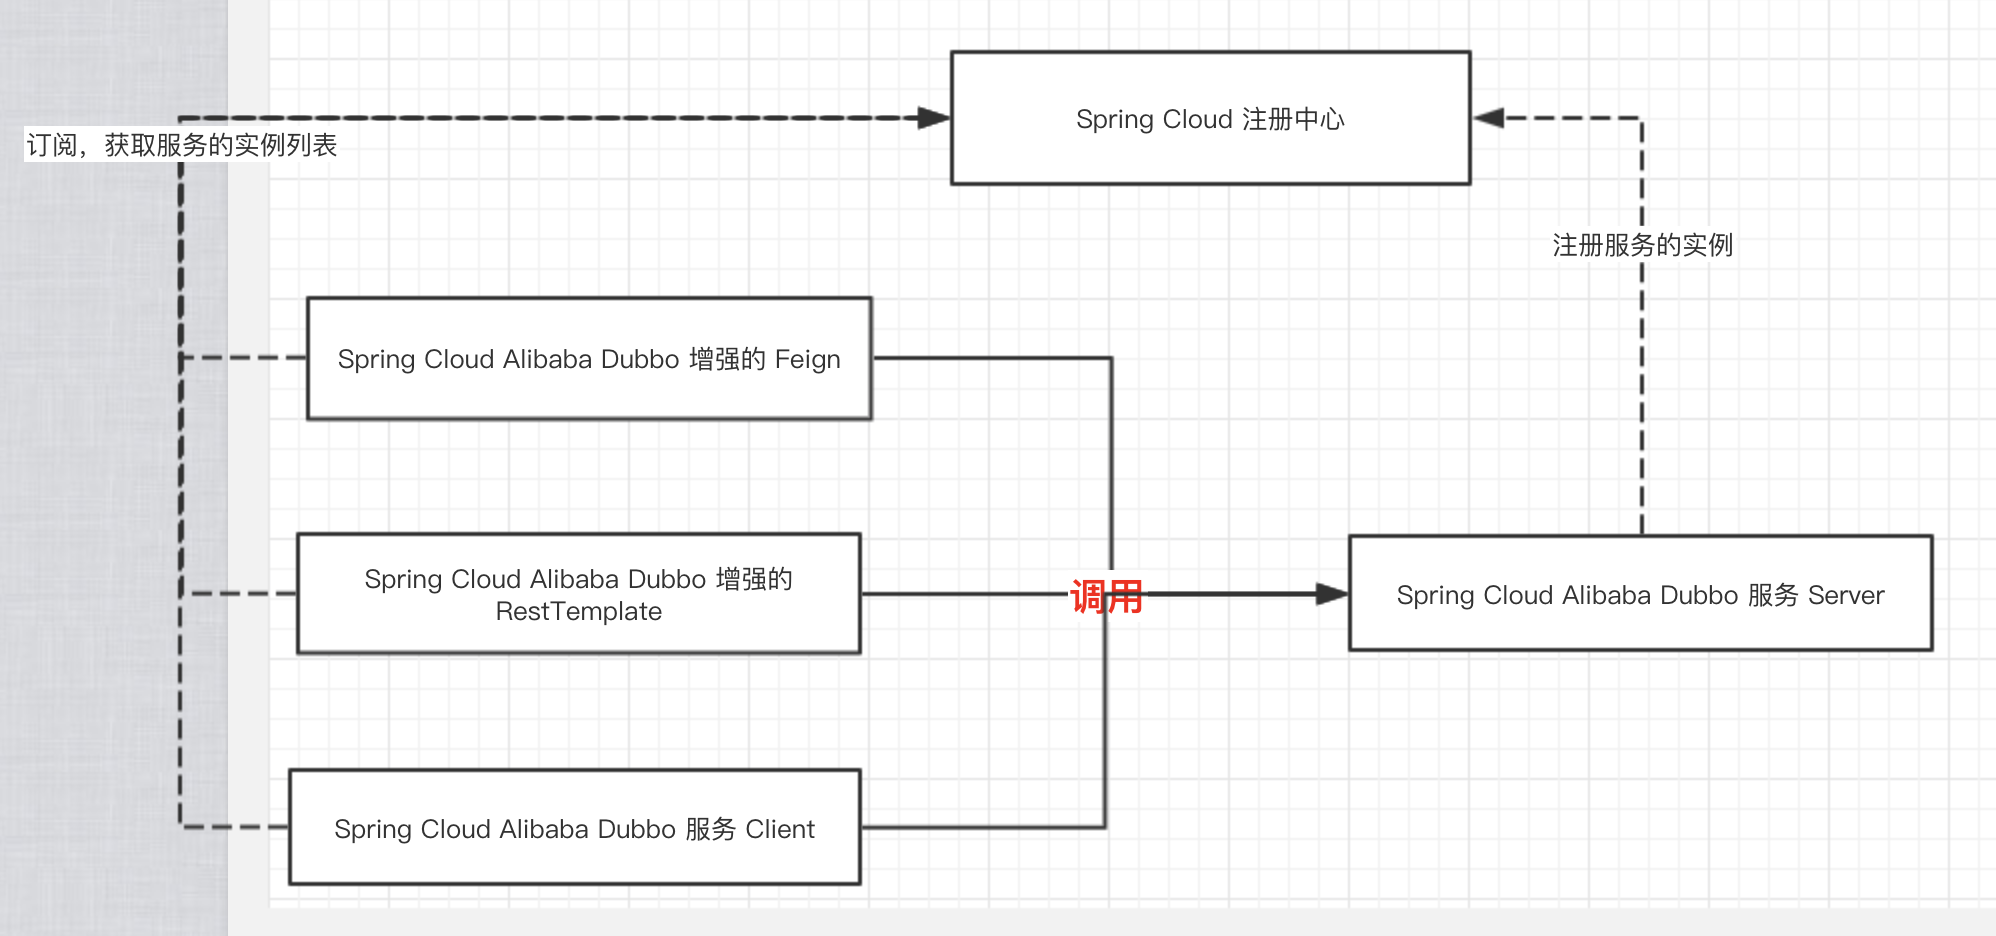 Spring Cloud 注册中心
订阅，获取服务的实例列表
注册服务的实例
Spring Cloud Alibaba Dubbo 增强的 Feign
Spring Cloud Alibaba Dubbo 增强的
RestTemplate
调用
Spring Cloud Alibaba Dubbo 服务 Server
Spring Cloud Alibaba Dubbo 服务 Client